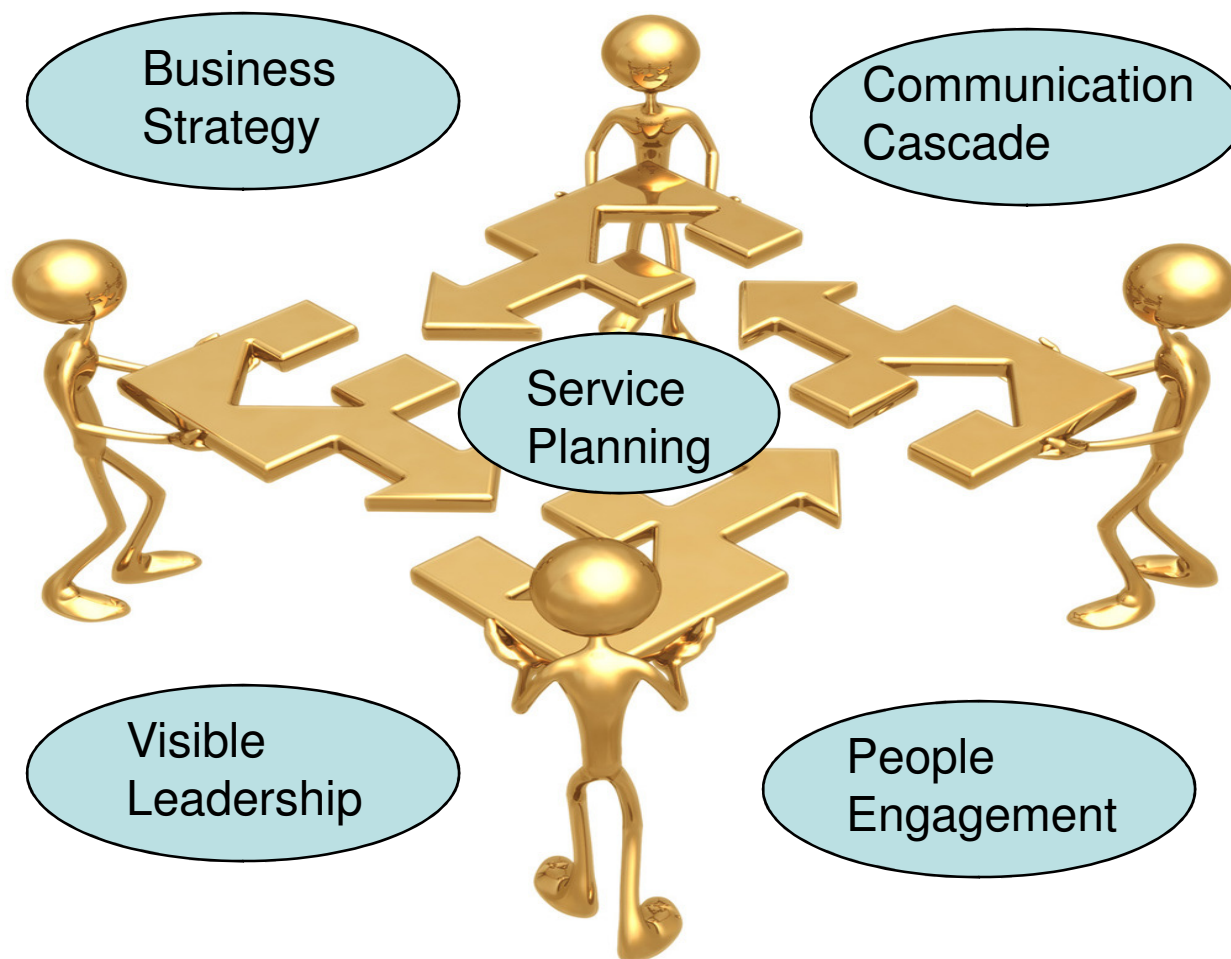 Business
Strategy
Communication
Cascade
Service
Planning
Visible
Leadership
People
Engagement